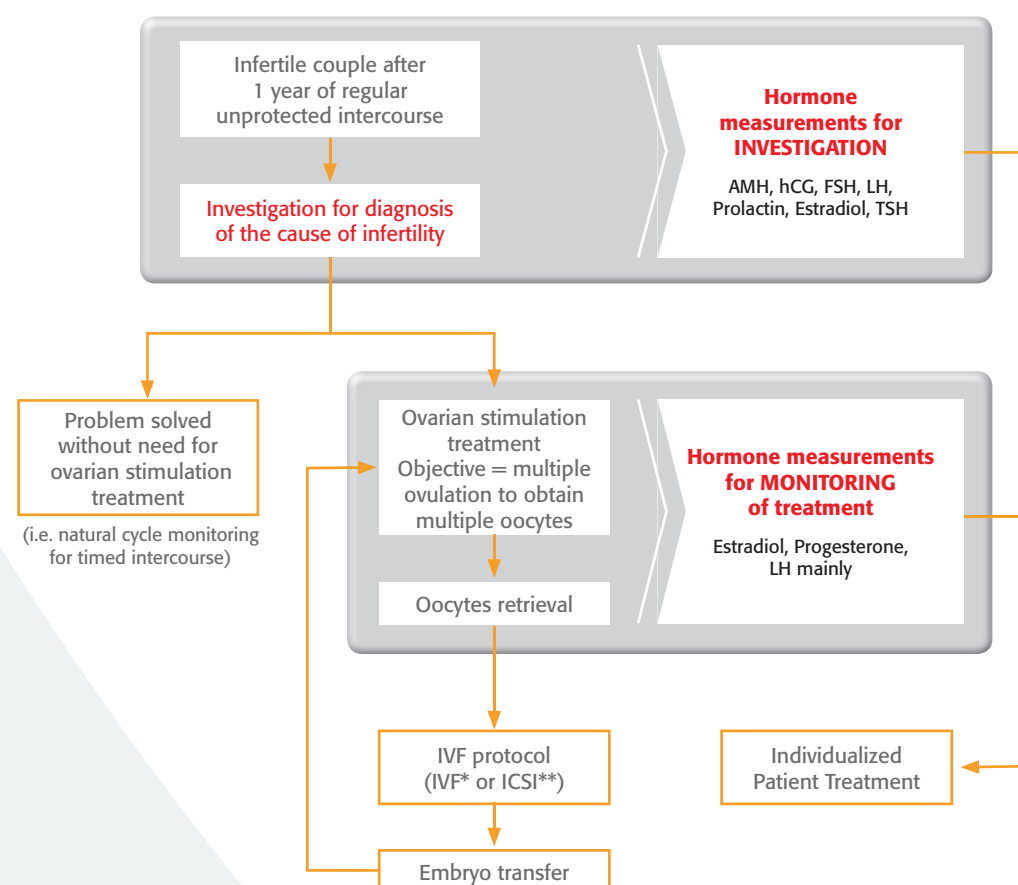 Infertile couple after
1 year of regular
unprotected intercourse
Investigation for diagnosis
of the cause of infertility
Hormone
measurements for
INVESTIGATION
AMH, hCG, FSH, LH,
Prolactin, Estradiol, TSH
Problem solved
without need for
ovarian stimulation
treatment
(i.e. natural cycle monitoring
for timed intercourse)
Ovarian stimulation
treatment
Objective = multiple
ovulation to obtain
multiple oocytes
Oocytes retrieval
Hormone measurements
for MONITORING
of treatment
Estradiol, Progesterone,
LH mainly
IVF protocol
(IVF* or ICSI**)
Embryo transfer
Individualized
Patient Treatment